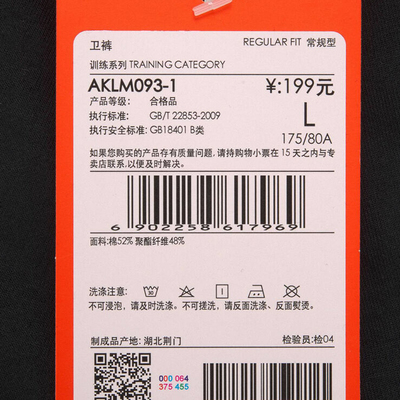 卫裤
REGULAR FIT 常规型
训练系列 TRAINING CATEGORY
AKLM093-1
¥:199元
产品等级: 合格品
执行标准: GB/T 22853-2009
执行安全标准: GB18401 B类
L
175/80A
如果您购买的产品存有质量问题,请持购物小票在15天之内与专
卖店联系,以便及时解决。
6 902258 617969
面料:棉52% 聚酯纤维48%
洗涤注意:
不可浸泡,请及时洗涤。不可搓洗,请反面洗涤、反面熨烫。
制成品产地:湖北荆门
检验员:检04
000 064
375 455